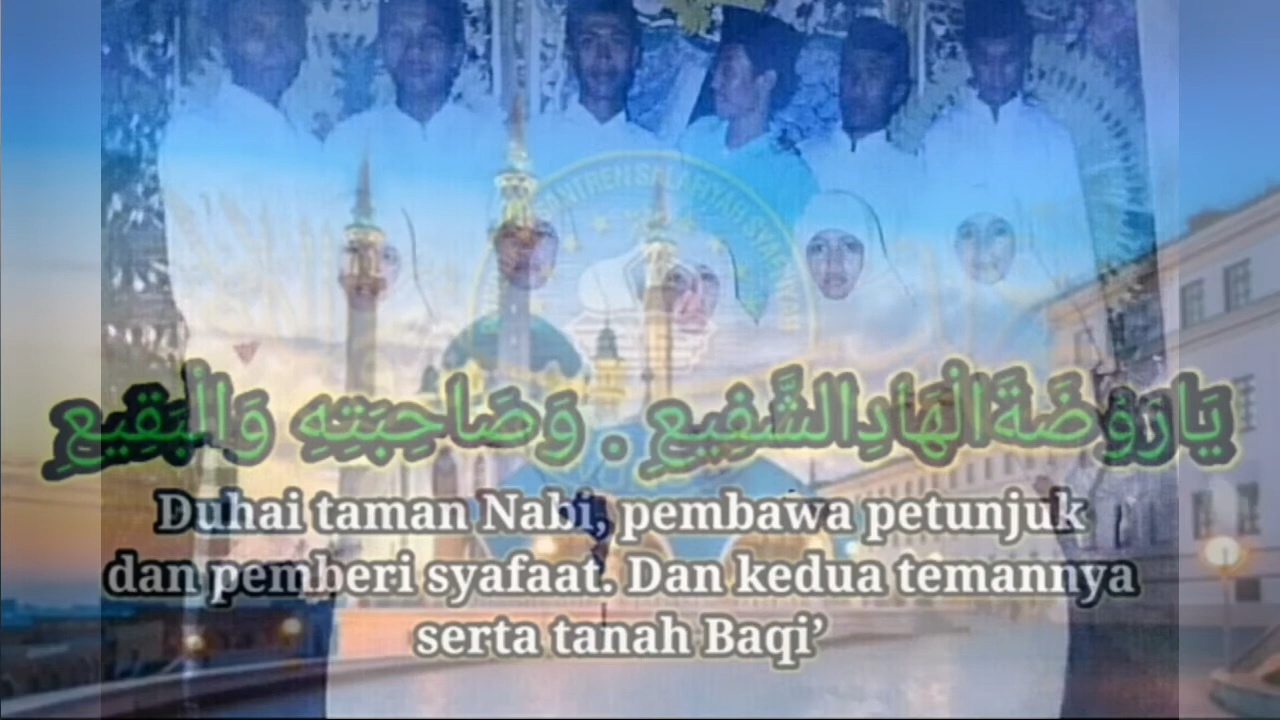 يَارَوْضَةَ الْهَادِالشَّفِيعِ . وَصَاحِبَتِهِ وَالْبَقِيعِ
Duhai taman Nabi, pembawa petunjuk
dan pemberi syafaat. Dan kedua temannya
serta tanah Baqi’